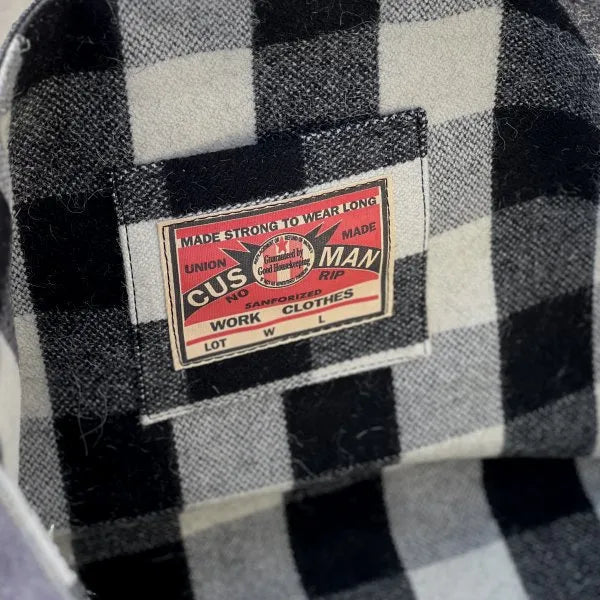 MADE STRONG TO WEAR LONG
UNION MADE
CUS MAN
Guaranteed by
Good Housekeeping
NO RIP
SANFORIZED
WORK CLOTHES
LOT W L